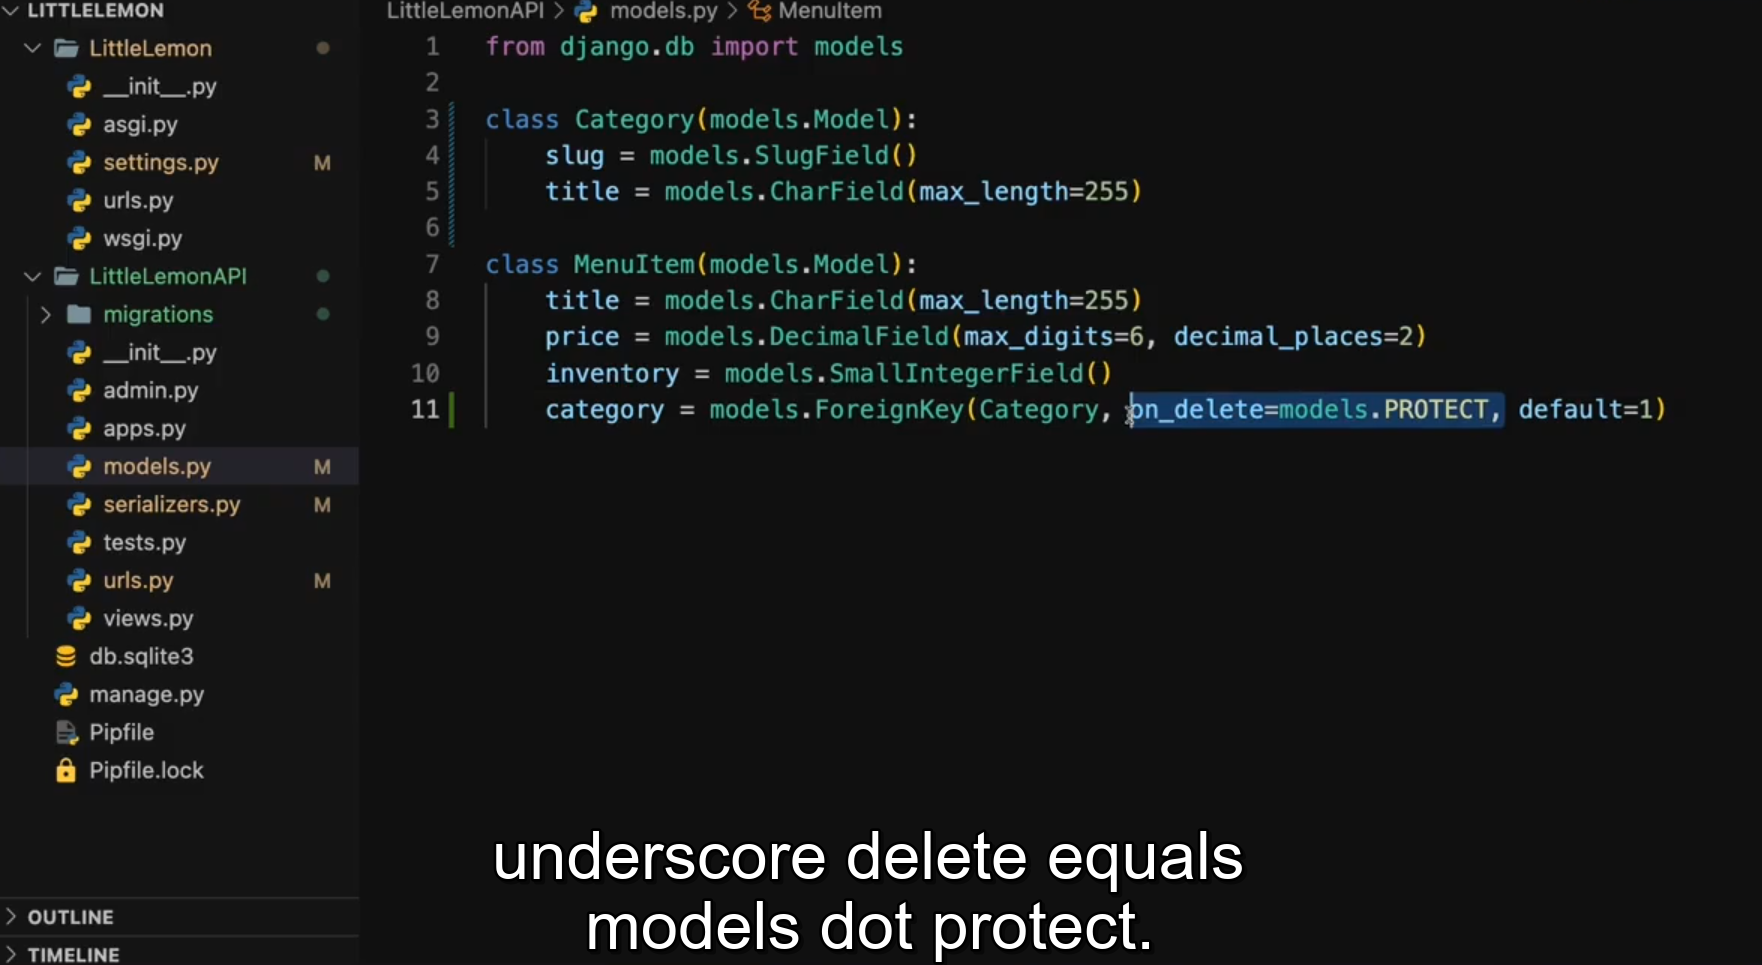 LITTLELEMON
LittleLemon
__init__.py
asgi.py
settings.py M
urls.py
wsgi.py
LittleLemonAPI
migrations
__init__.py
admin.py
apps.py
models.py M
serializers.py M
tests.py
urls.py M
views.py
db.sqlite3
manage.py
Pipfile
Pipfile.lock
OUTLINE
TIMELINE
LittleLemonAPI > models.py > MenuItem
1 from django.db import models
2
3 class Category(models.Model):
4 slug = models.SlugField()
5 title = models.CharField(max_length=255)
6
7 class MenuItem(models.Model):
8 title = models.CharField(max_length=255)
9 price = models.DecimalField(max_digits=6, decimal_places=2)
10 inventory = models.SmallIntegerField()
11 category = models.ForeignKey(Category, on_delete=models.PROTECT, default=1)
underscore delete equals
models dot protect.